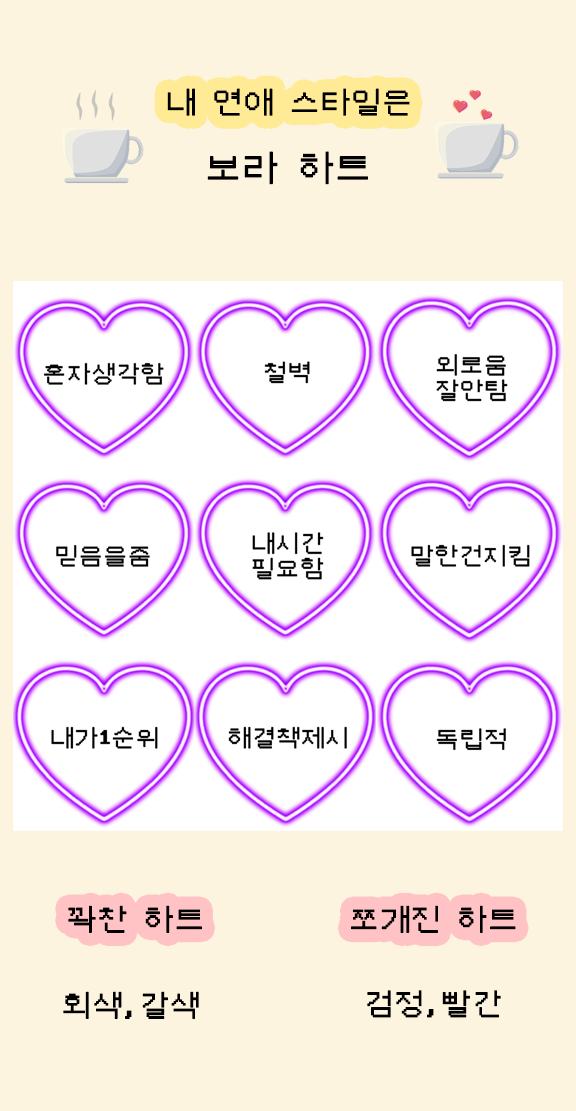 내 연애 스타일은
보라 하트
혼자생각함
철벽
외로움
잘안탐
믿음을줌
내시간
필요함
말한건지킴
내가1순위
해결책제시
독립적
꽉찬 하트
쪼개진 하트
회색, 갈색
검정, 빨간